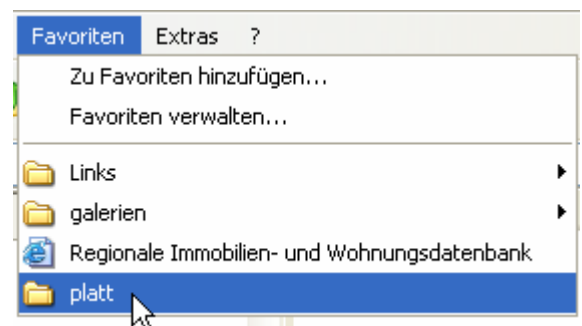 Favoriten Extras ?
Zu Favoriten hinzufügen...
Favoriten verwalten...
Links
galerien
Regionale Immobilien- und Wohnungsdatenbank
platt